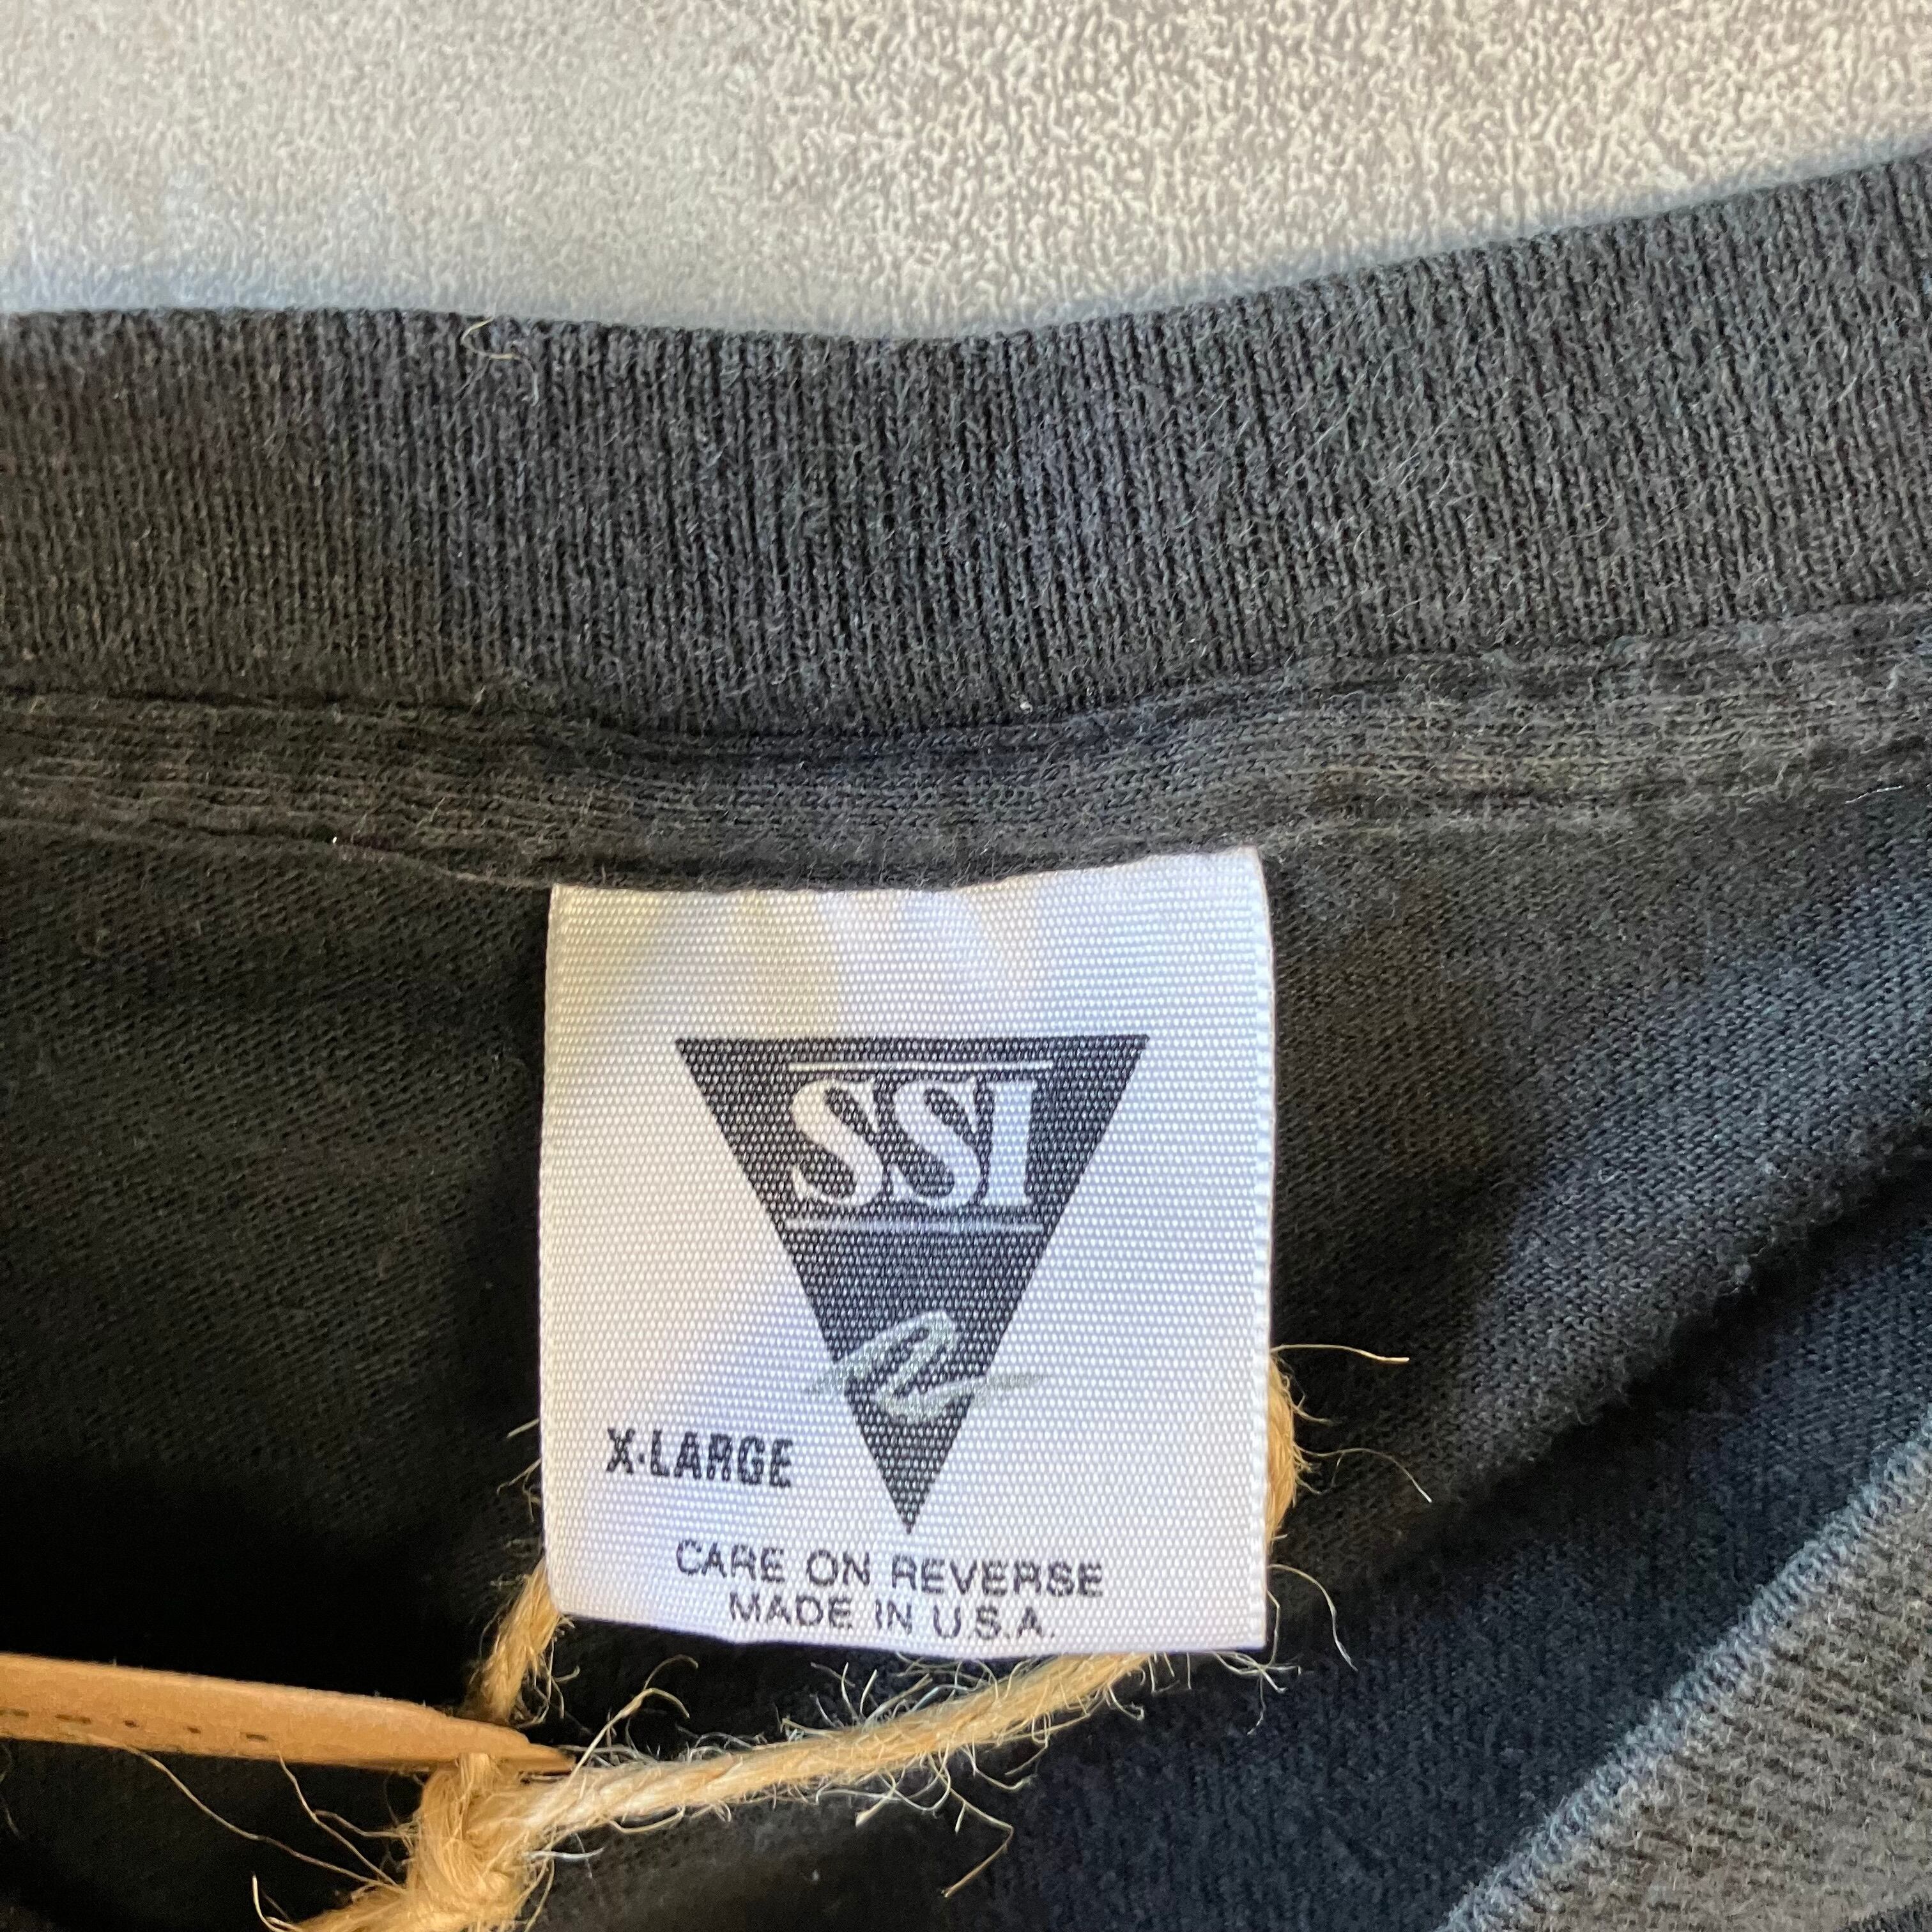 SSI
X-LARGE
CARE ON REVERSE
MADE IN U.S.A.